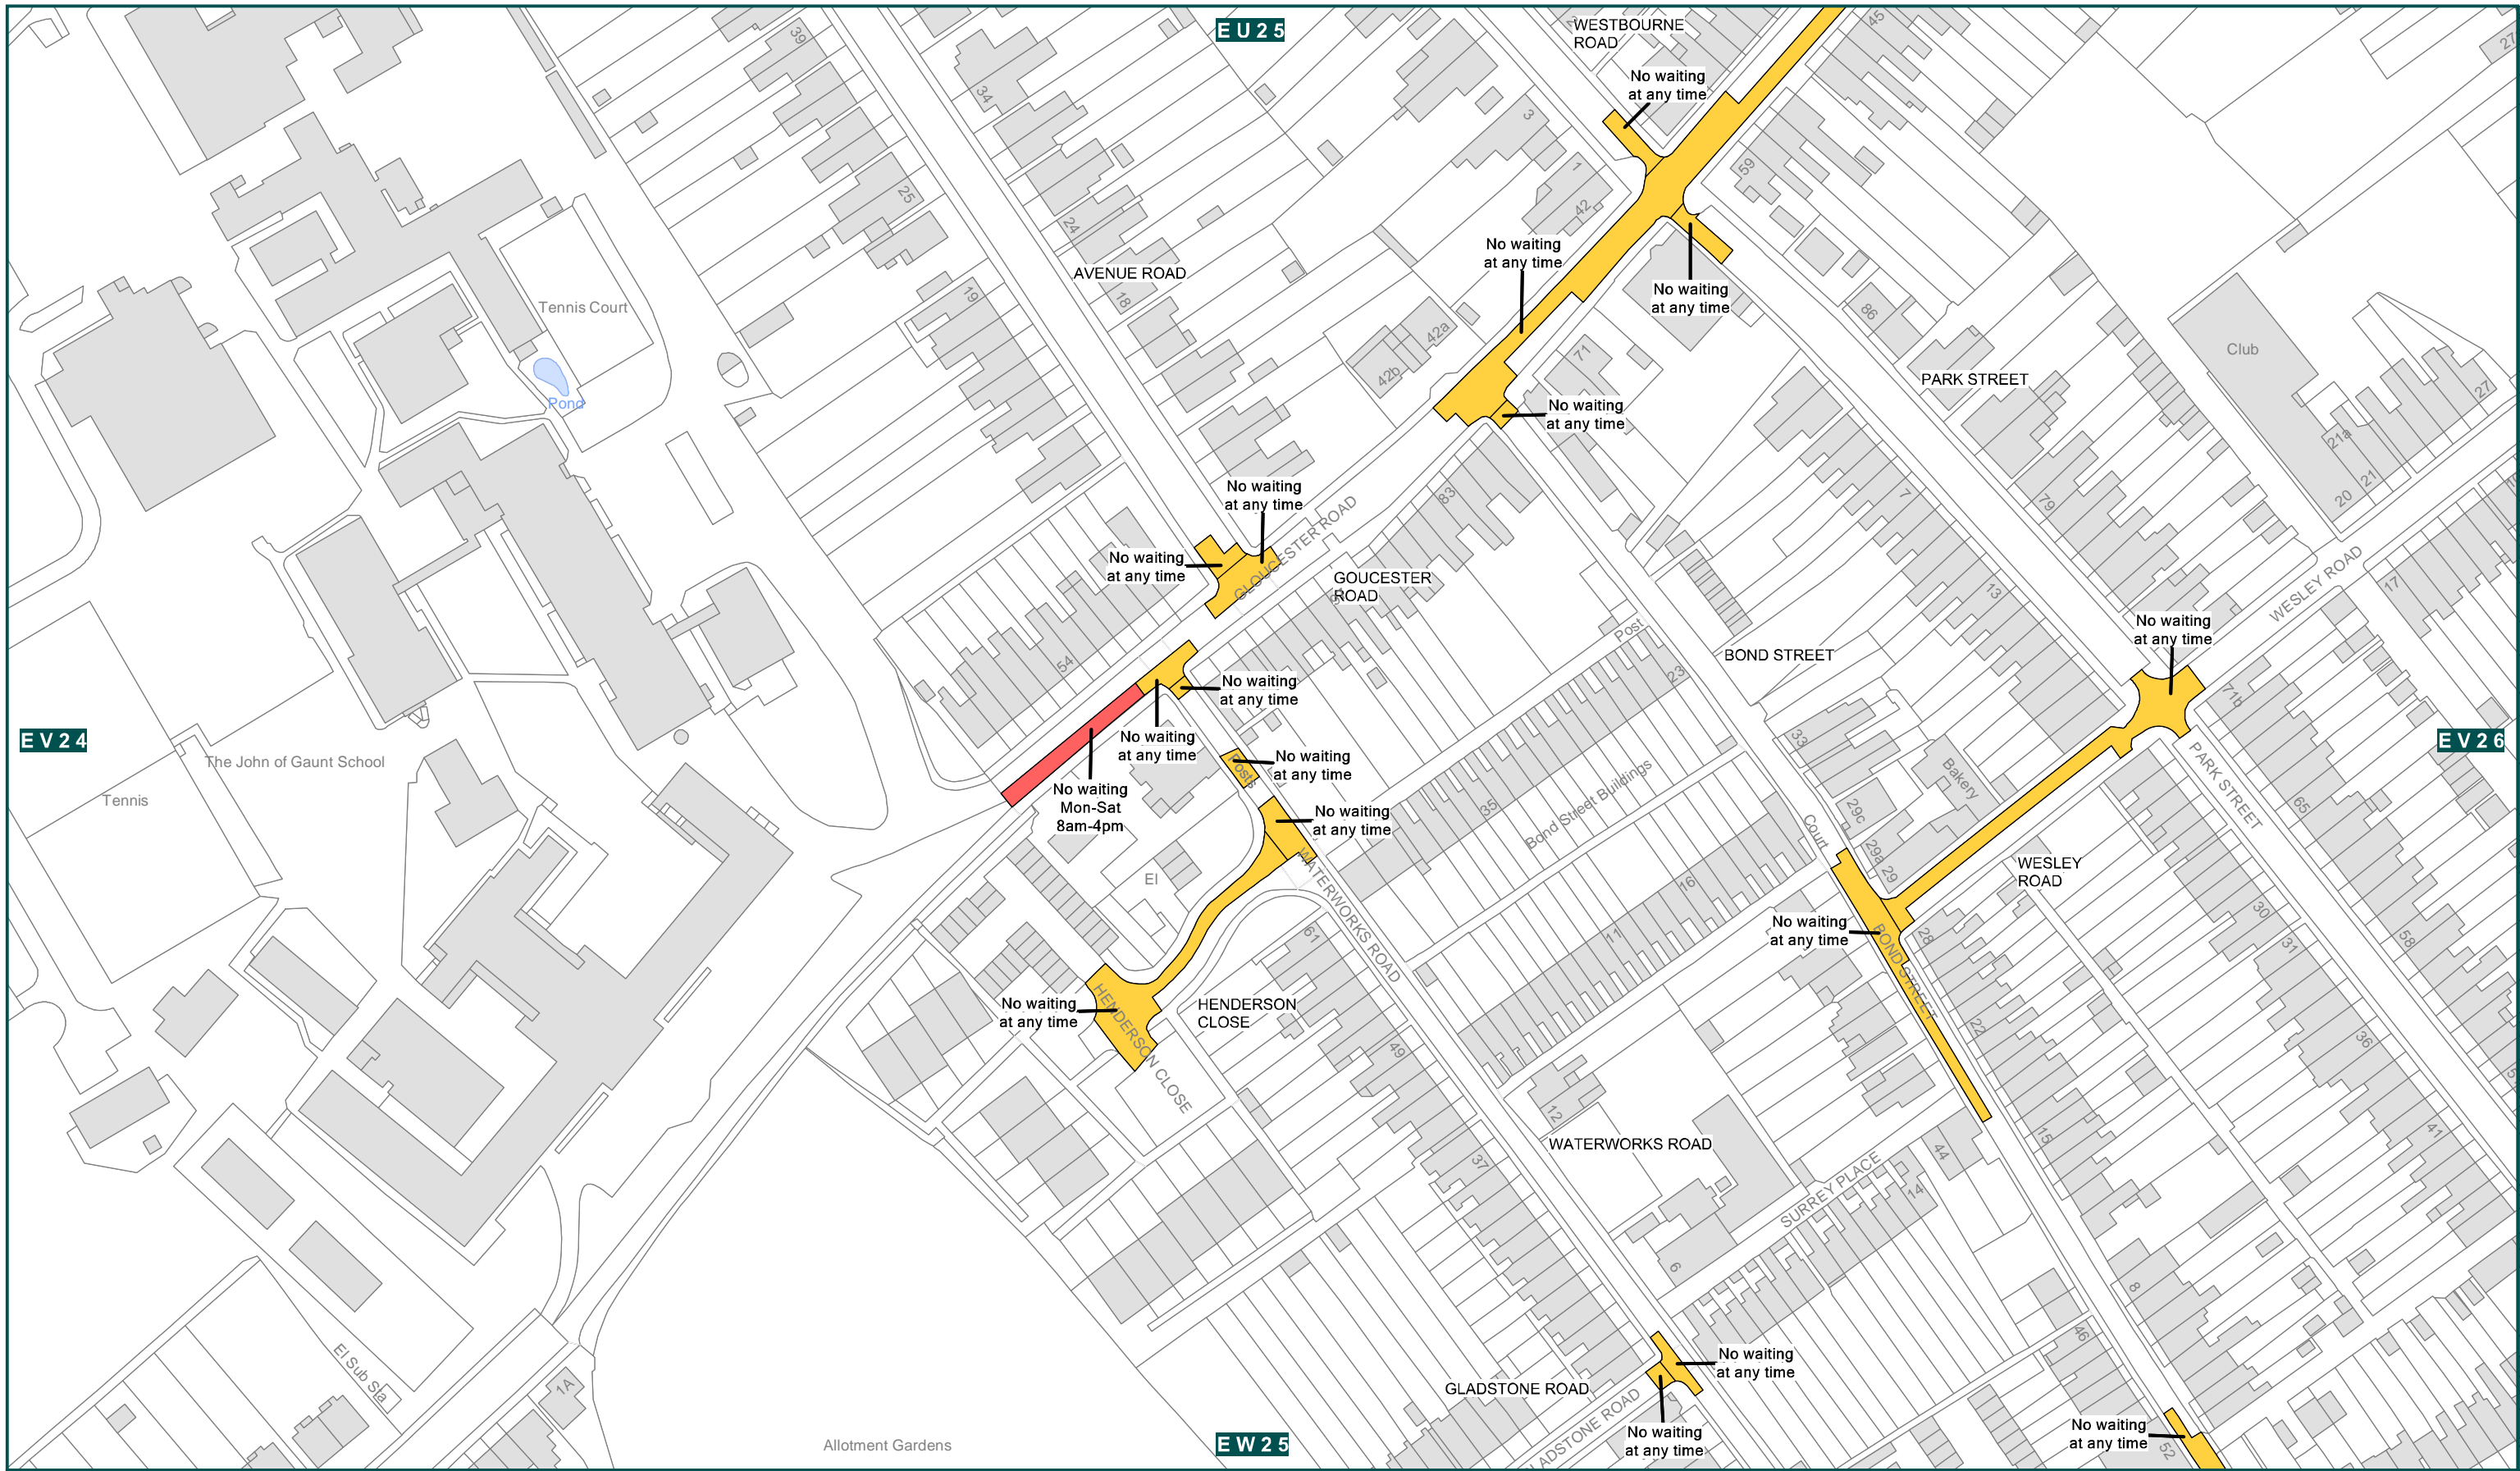 EU25
WESTBOURNE
ROAD
45
27
39
No waiting
at any time
34
3
59
1
25
42
24
No waiting
at any time
AVENUE ROAD
No waiting
at any time
19
18
Tennis Court
86
42a
Club
71
42b
PARK STREET
Pond
No waiting
at any time
27
21a
21
20
83
7
79
No waiting
at any time
GLOUCESTER ROAD
No waiting
at any time
GOUCESTER
ROAD
WESLEY ROAD
17
13
Post
No waiting
at any time
BOND STREET
54
23
No waiting
at any time
71b
EV24
No waiting
at any time
EV26
The John of Gaunt School
33
Posts
No waiting
at any time
PARK STREET
Bakery
Tennis
No waiting
Mon-Sat
8am-4pm
35
Bond Street Buildings
65
29c
No waiting
at any time
Court
29a
29
WESLEY
ROAD
El
WATERWORKS ROAD
16
30
61
11
No waiting
at any time
28
BOND STREET
31
58
No waiting
at any time
HENDERSON
CLOSE
HENDERSON CLOSE
22
36
49
12
15
41
WATERWORKS ROAD
44
37
SURREY PLACE
14
6
8
46
El Sub Sta
No waiting
at any time
1A
GLADSTONE ROAD
LADSTONE ROAD
No waiting
at any time
No waiting
at any time
52
Allotment Gardens
EW25